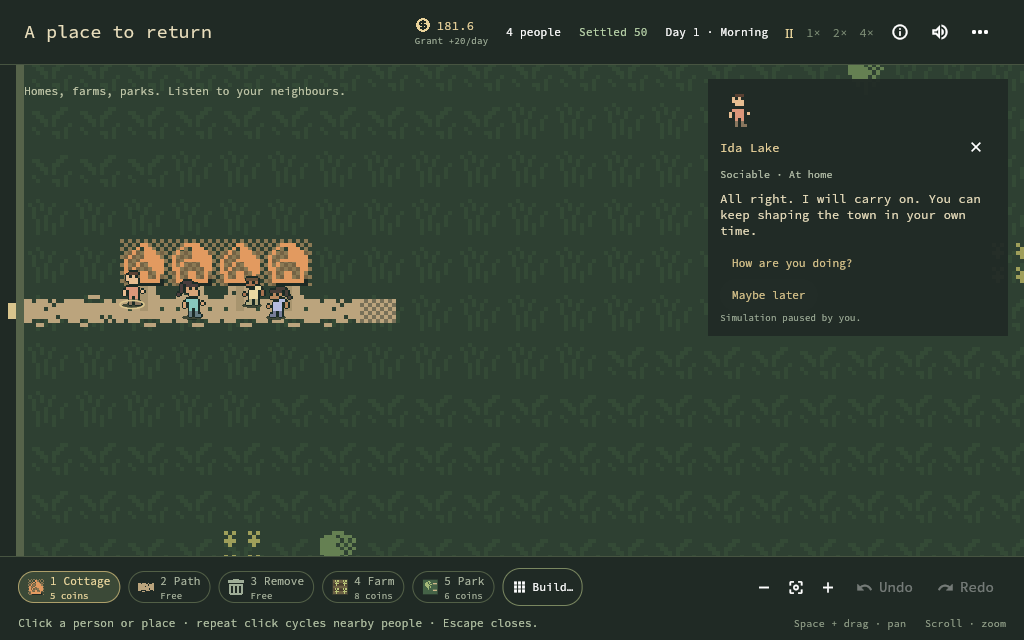 A place to return
181.6
Grant +20/day
4 people
Settled 50
Day 1 · Morning
1×
2×
4×
Homes, farms, parks. Listen to your neighbours.
Ida Lake
Sociable · At home
All right. I will carry on. You can
keep shaping the town in your own
time.
How are you doing?
Maybe later
Simulation paused by you.
1 Cottage
5 coins
2 Path
Free
3 Remove
Free
4 Farm
8 coins
5 Park
6 coins
Build…
Undo
Redo
Click a person or place · repeat click cycles nearby people · Escape closes.
Space + drag · pan
Scroll · zoom